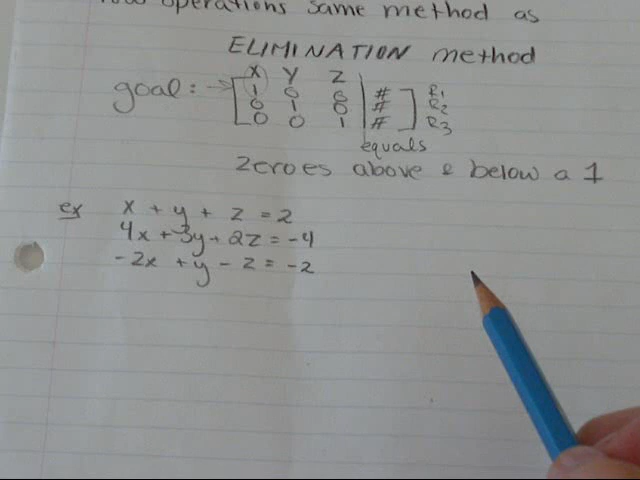 row operations same method as
ELIMINATION method
X Y Z
goal: → [ 1 0 0 | # ] R1
0 1 0 | # R2
0 0 1 | # R3
equals
zeroes above & below a 1
ex x + y + z = 2
4x + 3y + 2z = -4
-2x + y - z = -2